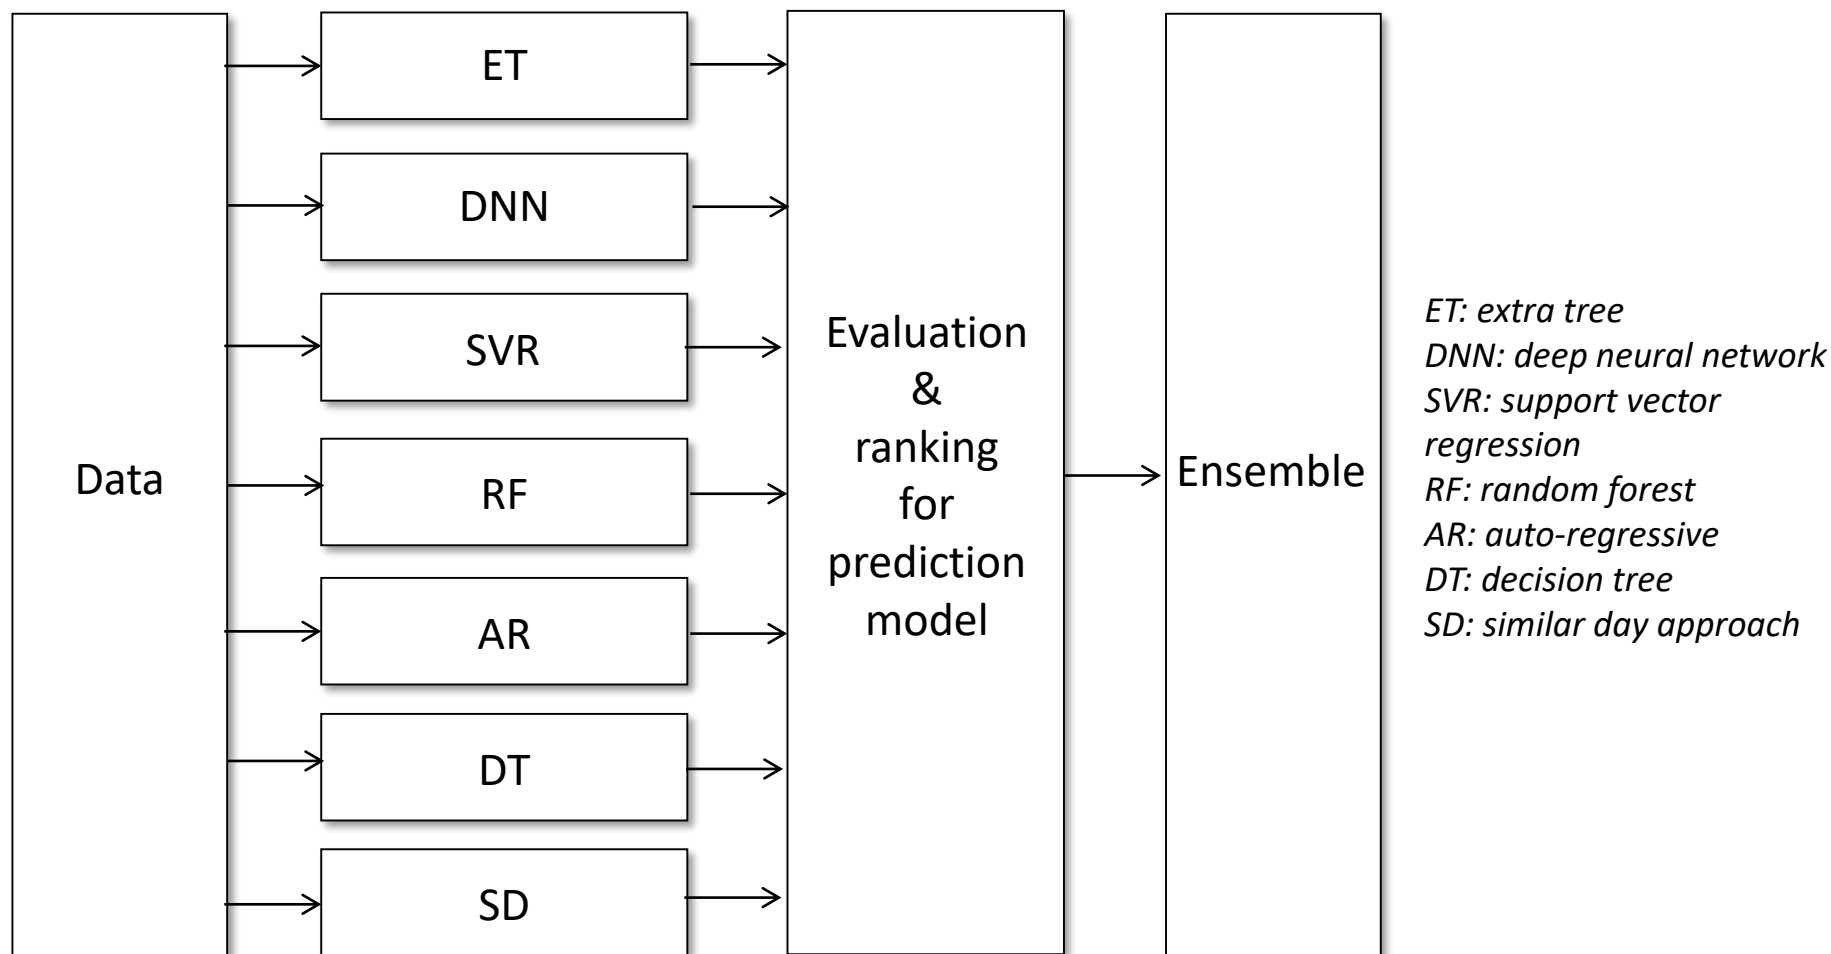 Data
ET
DNN
SVR
RF
AR
DT
SD
Evaluation
&
ranking
for
prediction
model
Ensemble
ET: extra tree
DNN: deep neural network
SVR: support vector
regression
RF: random forest
AR: auto-regressive
DT: decision tree
SD: similar day approach